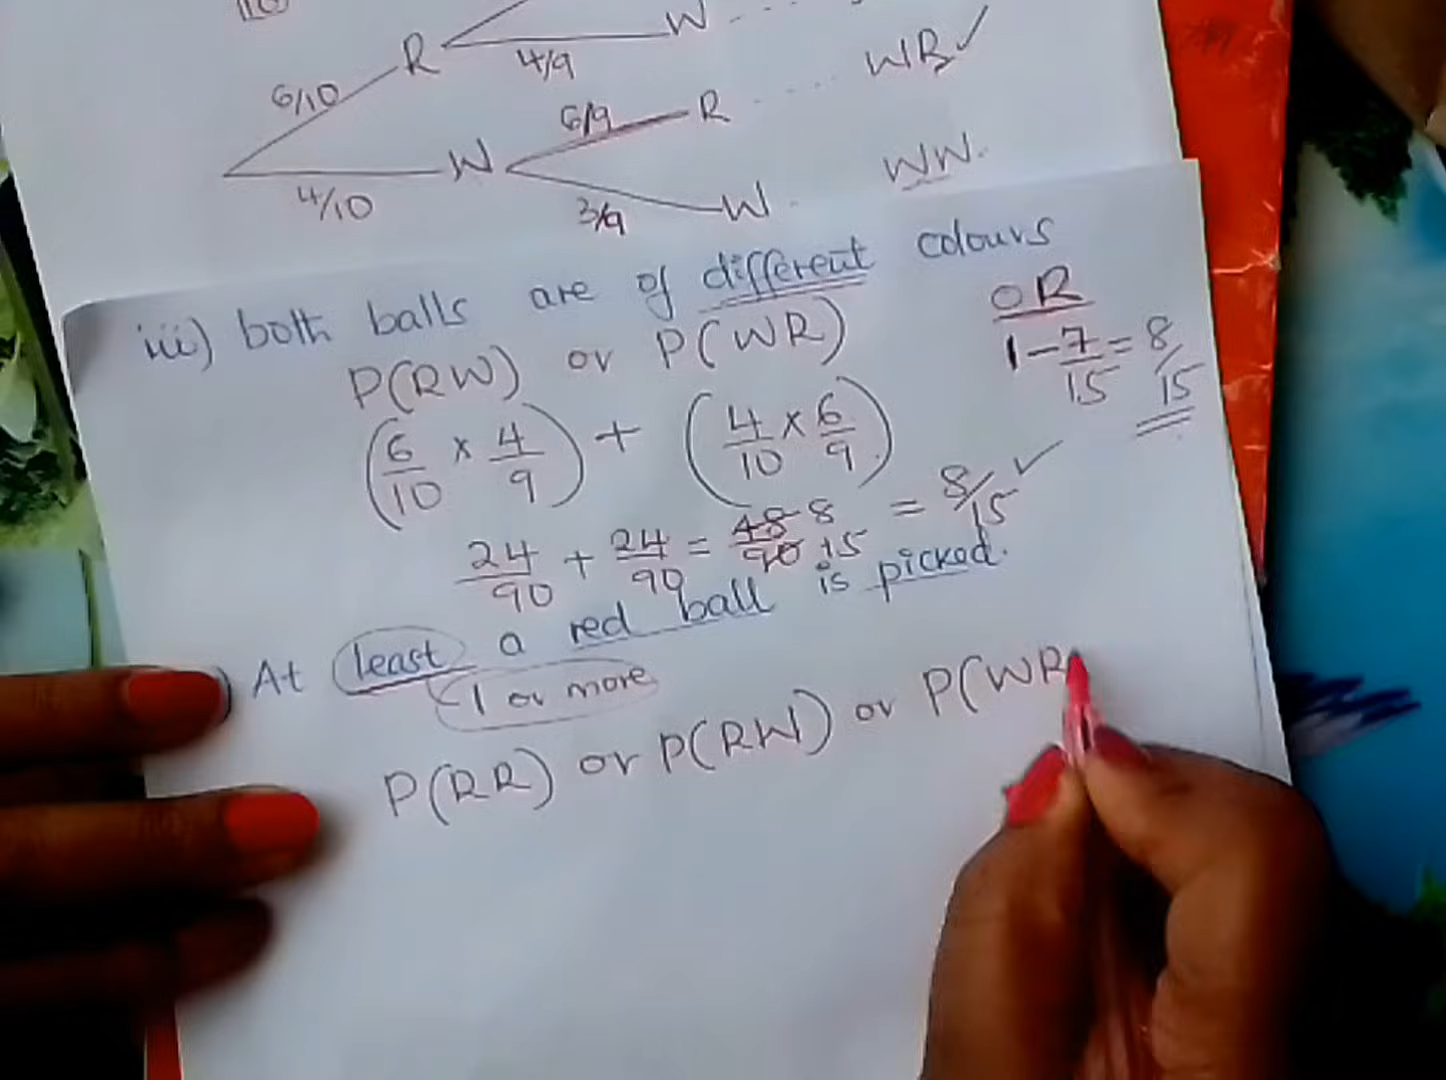 10
R
W
6/10
4/9
WR✓
6/9
R
W
WW.
4/10
3/9
W
iii) both balls are of different colours
P(RW) or P(WR)
OR
1 - 7/15 = 8/15
(6/10 × 4/9) + (4/10 × 6/9)
24/90 + 24/90 = 48/90 8/15 = 8/15 ✓
) At least a red ball is picked.
1 or more
P(RR) or P(RW) or P(WR